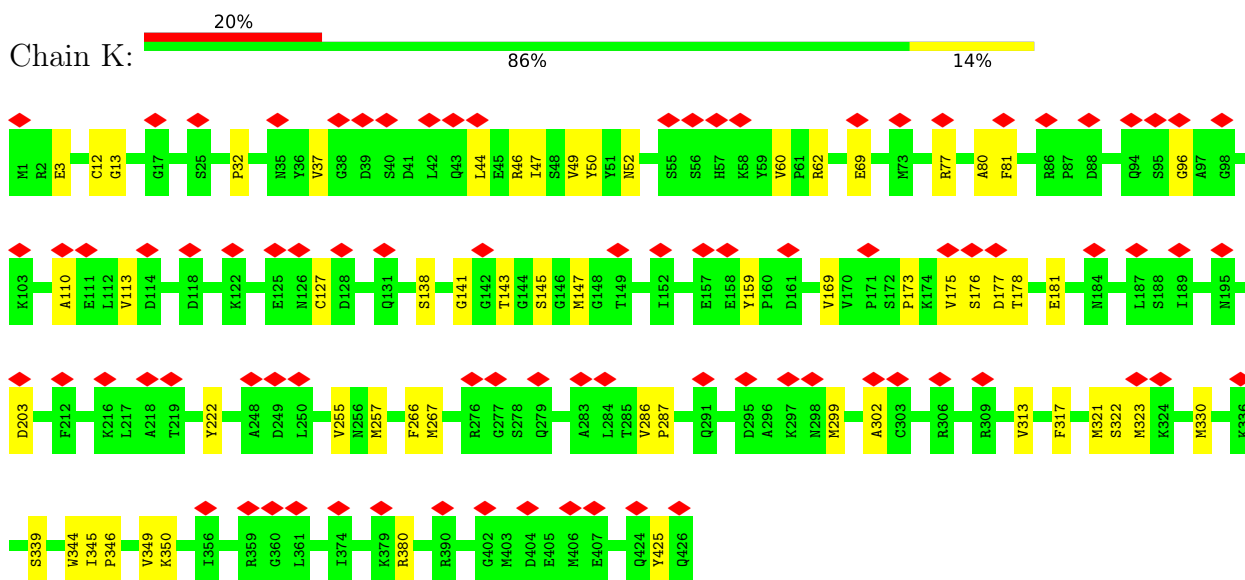 20%
Chain K:
86% 14%
M1 R2 E3 C12 G13 G17 S25 P32 N35 Y36 V37 G38 D39 S40 D41 L42 Q43 L44 E45 R46 I47 S48 V49 Y50 Y51 N52 S55 S56 H57 K58 Y59 V60 P61 R62 E69 M73 R77 A80 F81 R86 P87 D88 Q94 S95 G96 A97 G98
K103 A110 E111 L112 V113 D114 D118 K122 E125 N126 C127 D128 Q131 S138 G141 G142 T143 G144 S145 G146 M147 G148 T149 I152 E157 E158 Y159 P160 D161 V169 V170 P171 S172 P173 K174 V175 S176 D177 T178 E181 N184 L187 S188 I189 N195
D203 F212 K216 L217 A218 T219 Y222 A248 D249 L250 V255 N256 M257 F266 M267 R276 G277 S278 Q279 A283 L284 T285 V286 P287 Q291 D295 A296 K297 N298 M299 A302 C303 R306 R309 V313 F317 M321 S322 M323 K324 M330 K336
S339 W344 I345 P346 V349 K350 I356 R359 G360 L361 I374 K379 R380 R390 G402 M403 D404 E405 M406 E407 Q424 Y425 Q426